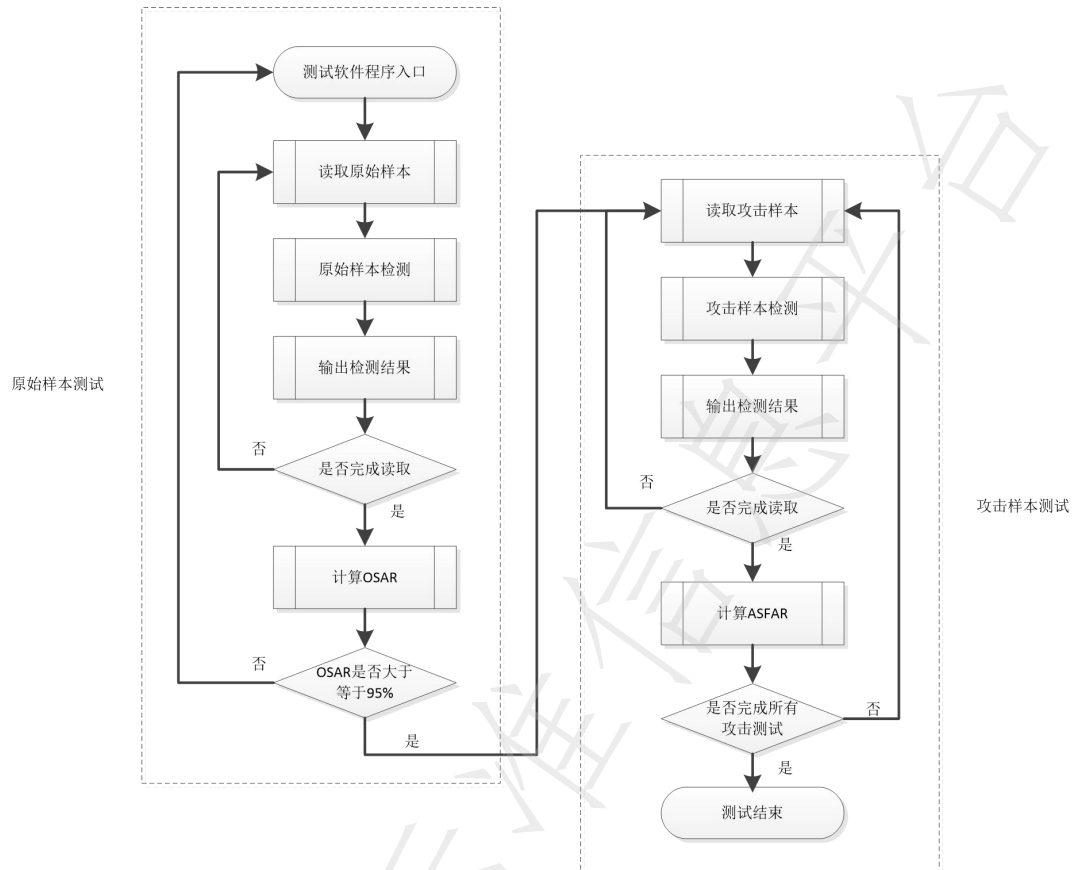 原始样本测试
测试软件程序入口
读取原始样本
原始样本检测
输出检测结果
是否完成读取
否
是
计算OSAR
OSAR是否大于
等于95%
否
是
读取攻击样本
攻击样本检测
输出检测结果
是否完成读取
否
是
计算ASFAR
是否完成所有
攻击测试
否
是
测试结束
攻击样本测试
准信息平台